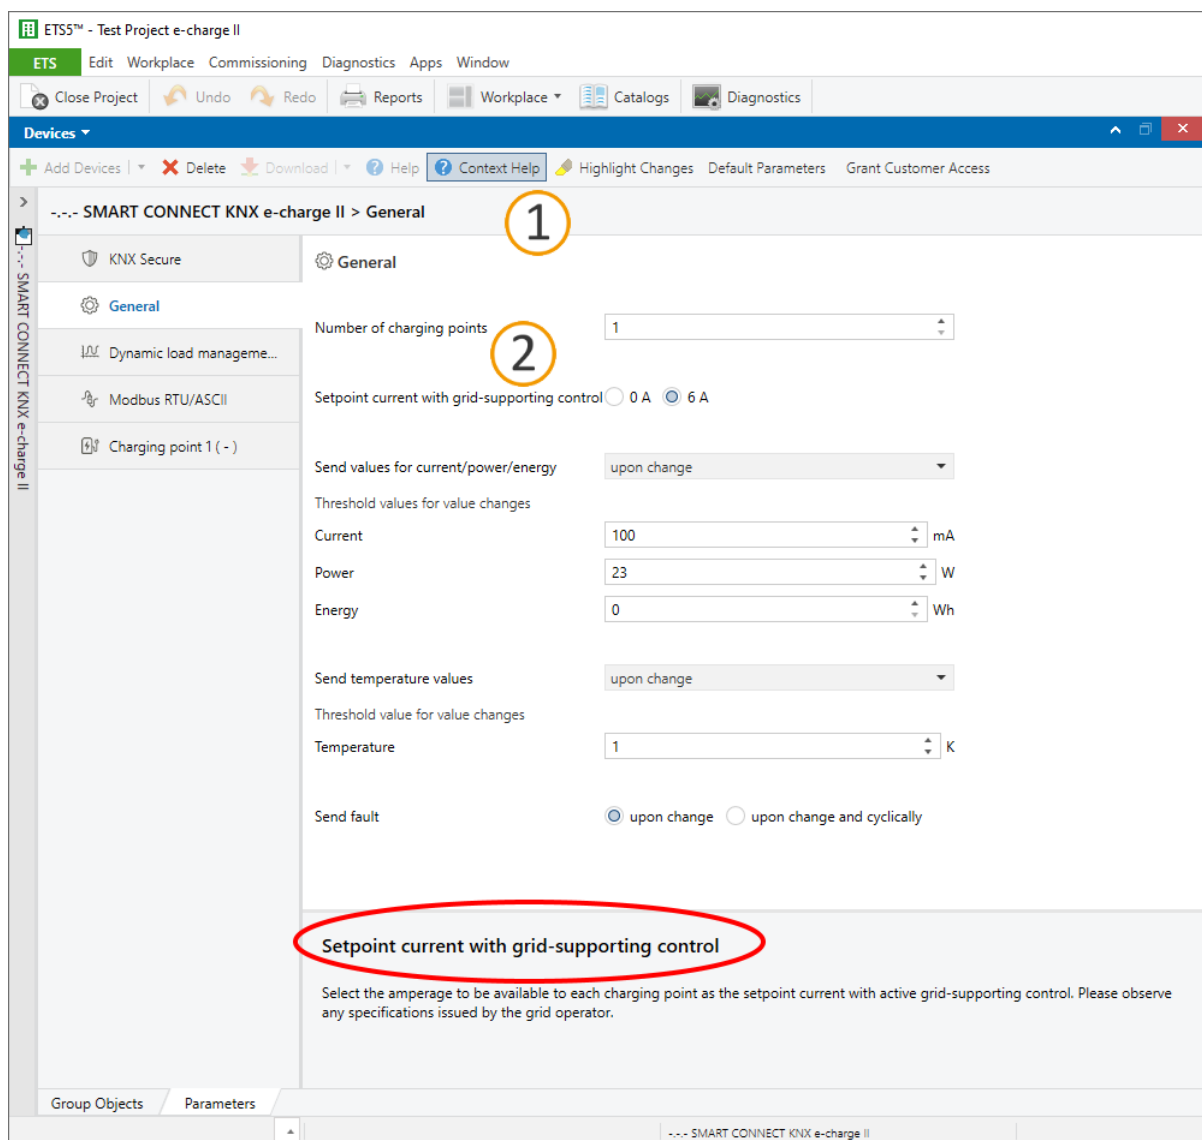 ETS5™ - Test Project e-charge II
ETS Edit Workplace Commissioning Diagnostics Apps Window
Close Project Undo Redo Reports Workplace Catalogs Diagnostics
Devices
Add Devices Delete Download Help Context Help Highlight Changes Default Parameters Grant Customer Access
-.-.- SMART CONNECT KNX e-charge II > General
1
-.-.- SMART CONNECT KNX e-charge II
KNX Secure
General
Dynamic load manageme...
Modbus RTU/ASCII
Charging point 1 ( - )
General
Number of charging points 1
2
Setpoint current with grid-supporting control 0 A 6 A
Send values for current/power/energy upon change
Threshold values for value changes
Current 100 mA
Power 23 W
Energy 0 Wh
Send temperature values upon change
Threshold value for value changes
Temperature 1 K
Send fault upon change upon change and cyclically
Setpoint current with grid-supporting control
Select the amperage to be available to each charging point as the setpoint current with active grid-supporting control. Please observe
any specifications issued by the grid operator.
Group Objects Parameters
-.-.- SMART CONNECT KNX e-charge II